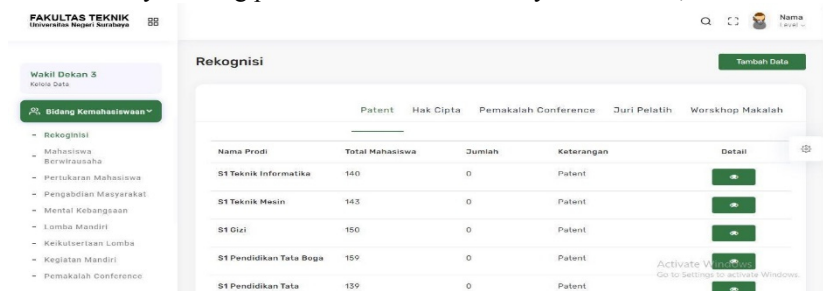 FAKULTAS TEKNIK
Universitas Negeri Surabaya
Nama
Level
Wakil Dekan 3
Kelola Data
Rekognisi
Tambah Data
Bidang Kemahasiswaan
- Rekoginisi
- Mahasiswa
Berwirausaha
- Pertukaran Mahasiswa
- Pengabdian Masyarakat
- Mental Kebangsaan
- Lomba Mandiri
- Keikutsertaan Lomba
- Kegiatan Mandiri
- Pemakalah Conference
Patent Hak Cipta Pemakalah Conference Juri Pelatih Worskhop Makalah
Nama Prodi Total Mahasiswa Jumlah Keterangan Detail
S1 Teknik Informatika 140 0 Patent
S1 Teknik Mesin 143 0 Patent
S1 Gizi 150 0 Patent
S1 Pendidikan Tata Boga 159 0 Patent
S1 Pendidikan Tata 139 0 Patent
Activate Windows
Go to Settings to activate Windows.